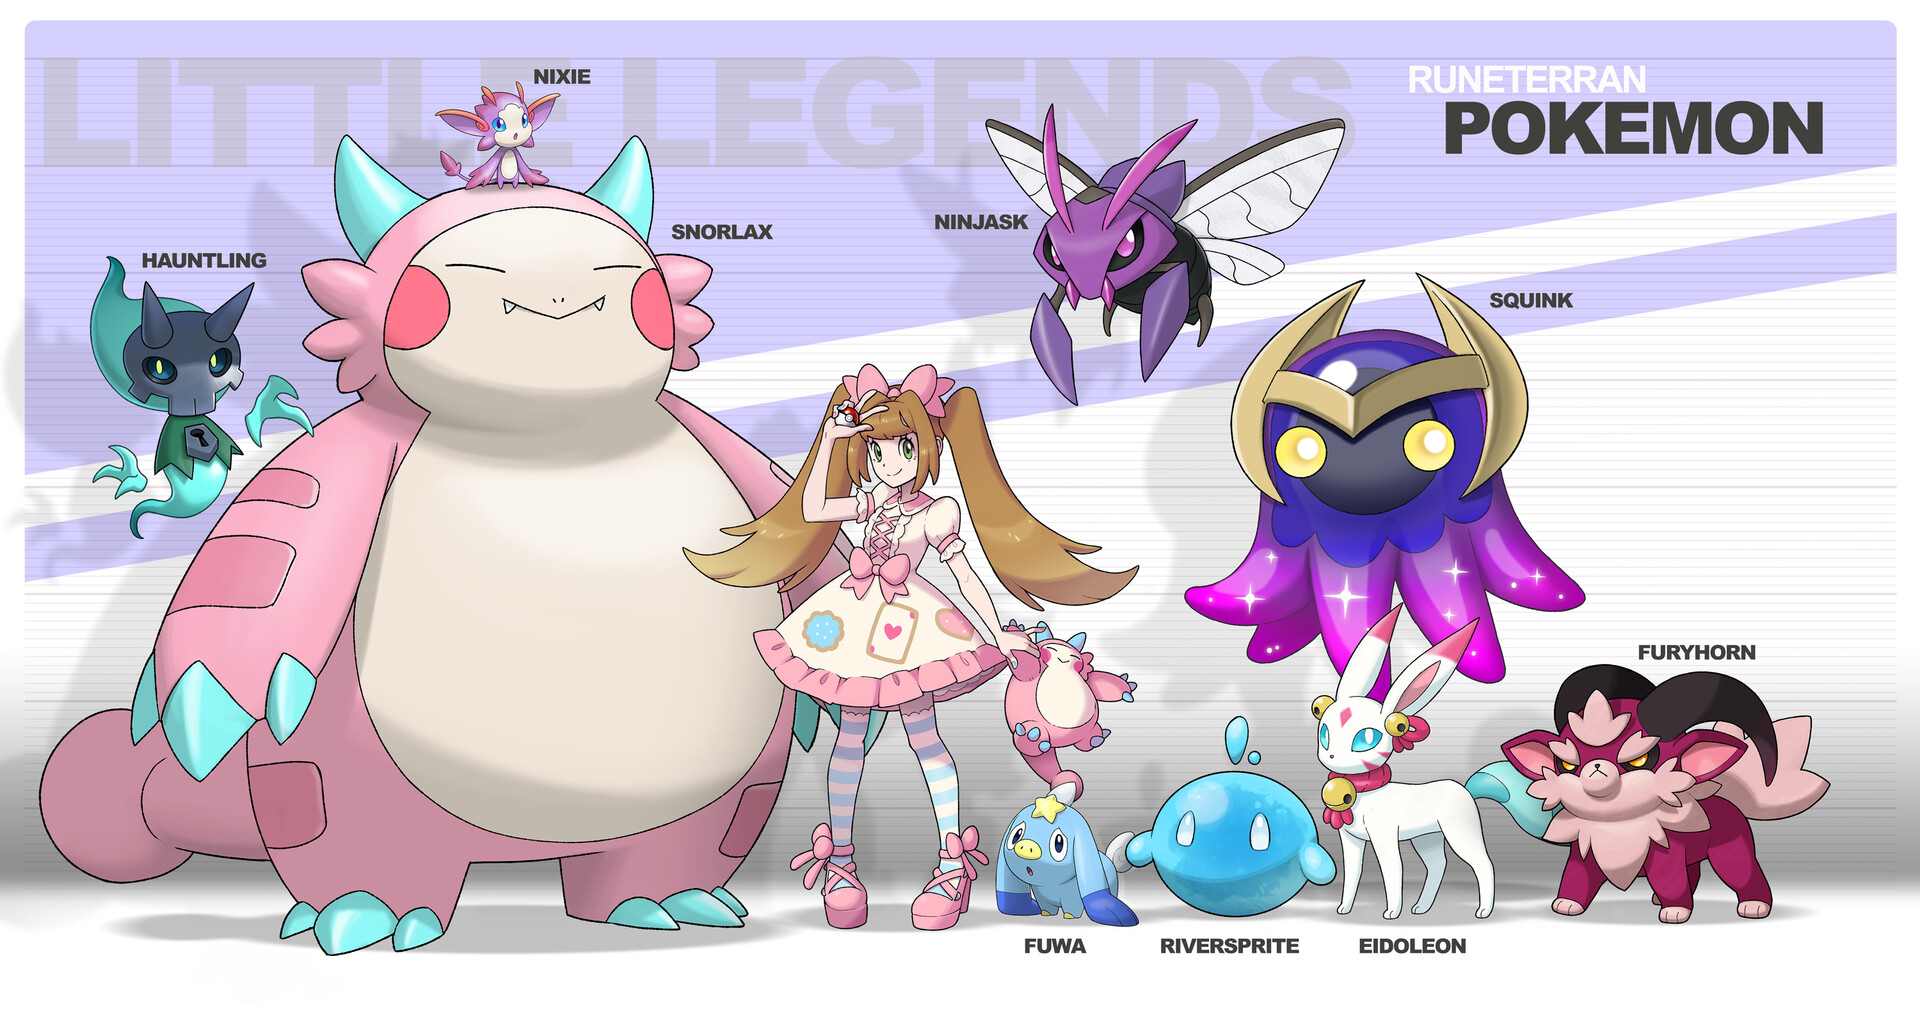 LITTLE LEGENDS
RUNETERRAN
POKEMON
NIXIE
SNORLAX
NINJASK
HAUNTLING
SQUINK
FURYHORN
FUWA
RIVERSPRITE
EIDOLEON